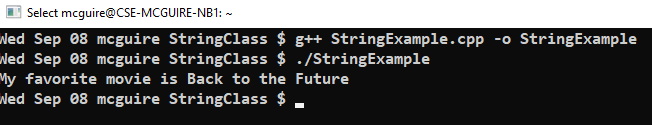 Select mcguire@CSE-MCGUIRE-NB1: ~
Wed Sep 08 mcguire StringClass $ g++ StringExample.cpp -o StringExample
Wed Sep 08 mcguire StringClass $ ./StringExample
My favorite movie is Back to the Future
Wed Sep 08 mcguire StringClass $